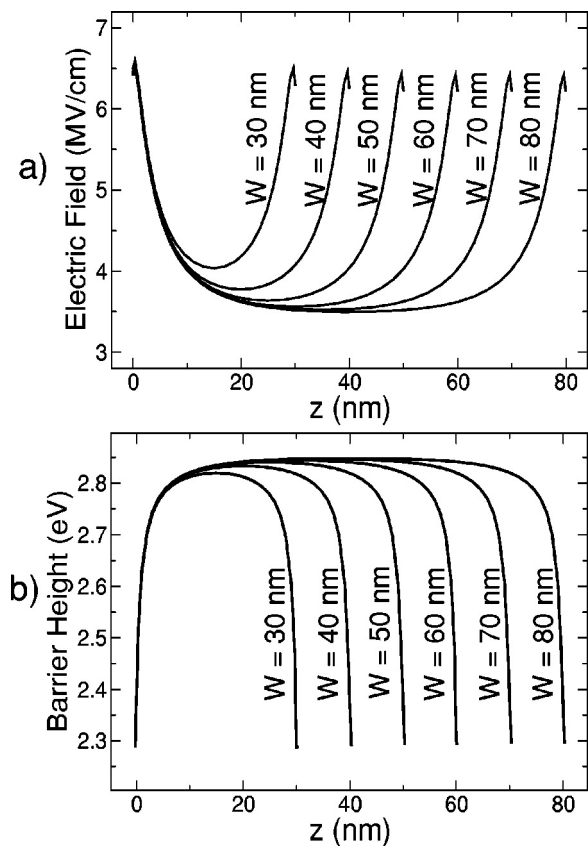 a)
Electric Field (MV/cm)
7
6
5
4
3
W = 30 nm
W = 40 nm
W = 50 nm
W = 60 nm
W = 70 nm
W = 80 nm
0 20 40 60 80
z (nm)
b)
Barrier Height (eV)
2.8
2.7
2.6
2.5
2.4
2.3
W = 30 nm
W = 40 nm
W = 50 nm
W = 60 nm
W = 70 nm
W = 80 nm
0 20 40 60 80
z (nm)